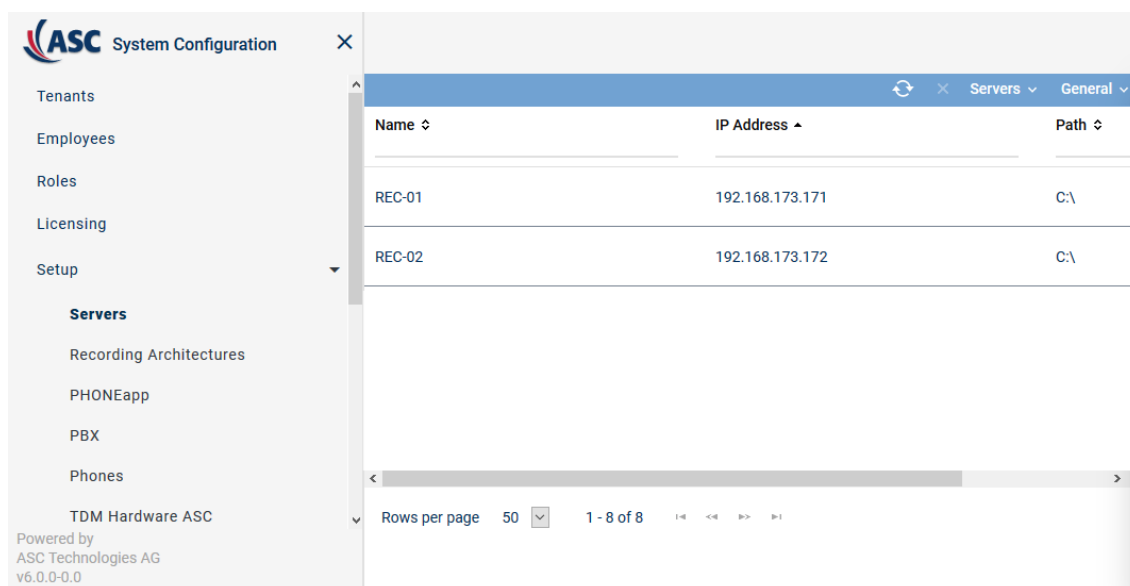 ASC System Configuration
Tenants
Employees
Roles
Licensing
Setup
Servers
Recording Architectures
PHONEapp
PBX
Phones
TDM Hardware ASC
Powered by
ASC Technologies AG
v6.0.0-0.0
Servers General
Name IP Address Path
REC-01 192.168.173.171 C:\
REC-02 192.168.173.172 C:\
Rows per page 50 1 - 8 of 8